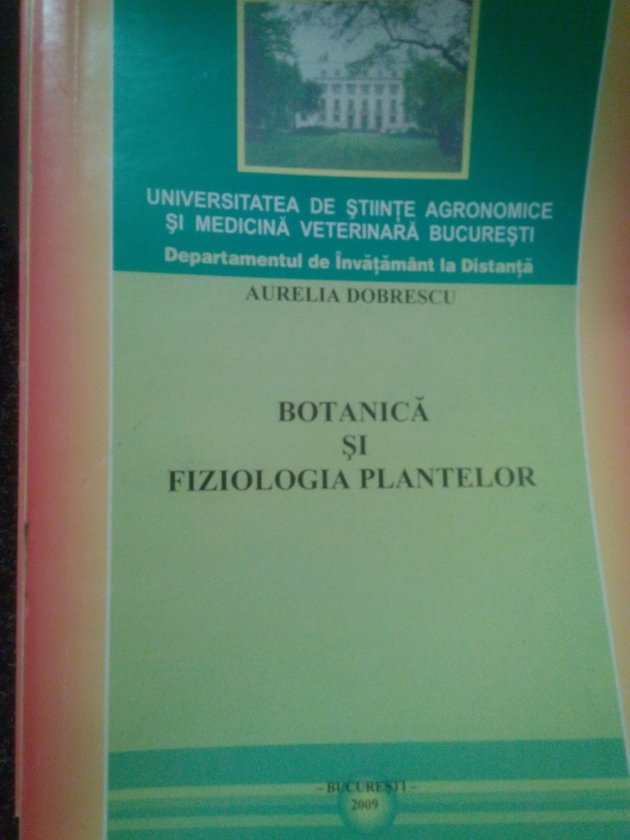 UNIVERSITATEA DE ŞTIINŢE AGRONOMICE
ŞI MEDICINĂ VETERINARĂ BUCUREŞTI
Departamentul de Învăţământ la Distanţă
AURELIA DOBRESCU
BOTANICĂ
ŞI
FIZIOLOGIA PLANTELOR
– BUCUREŞTI –
2009